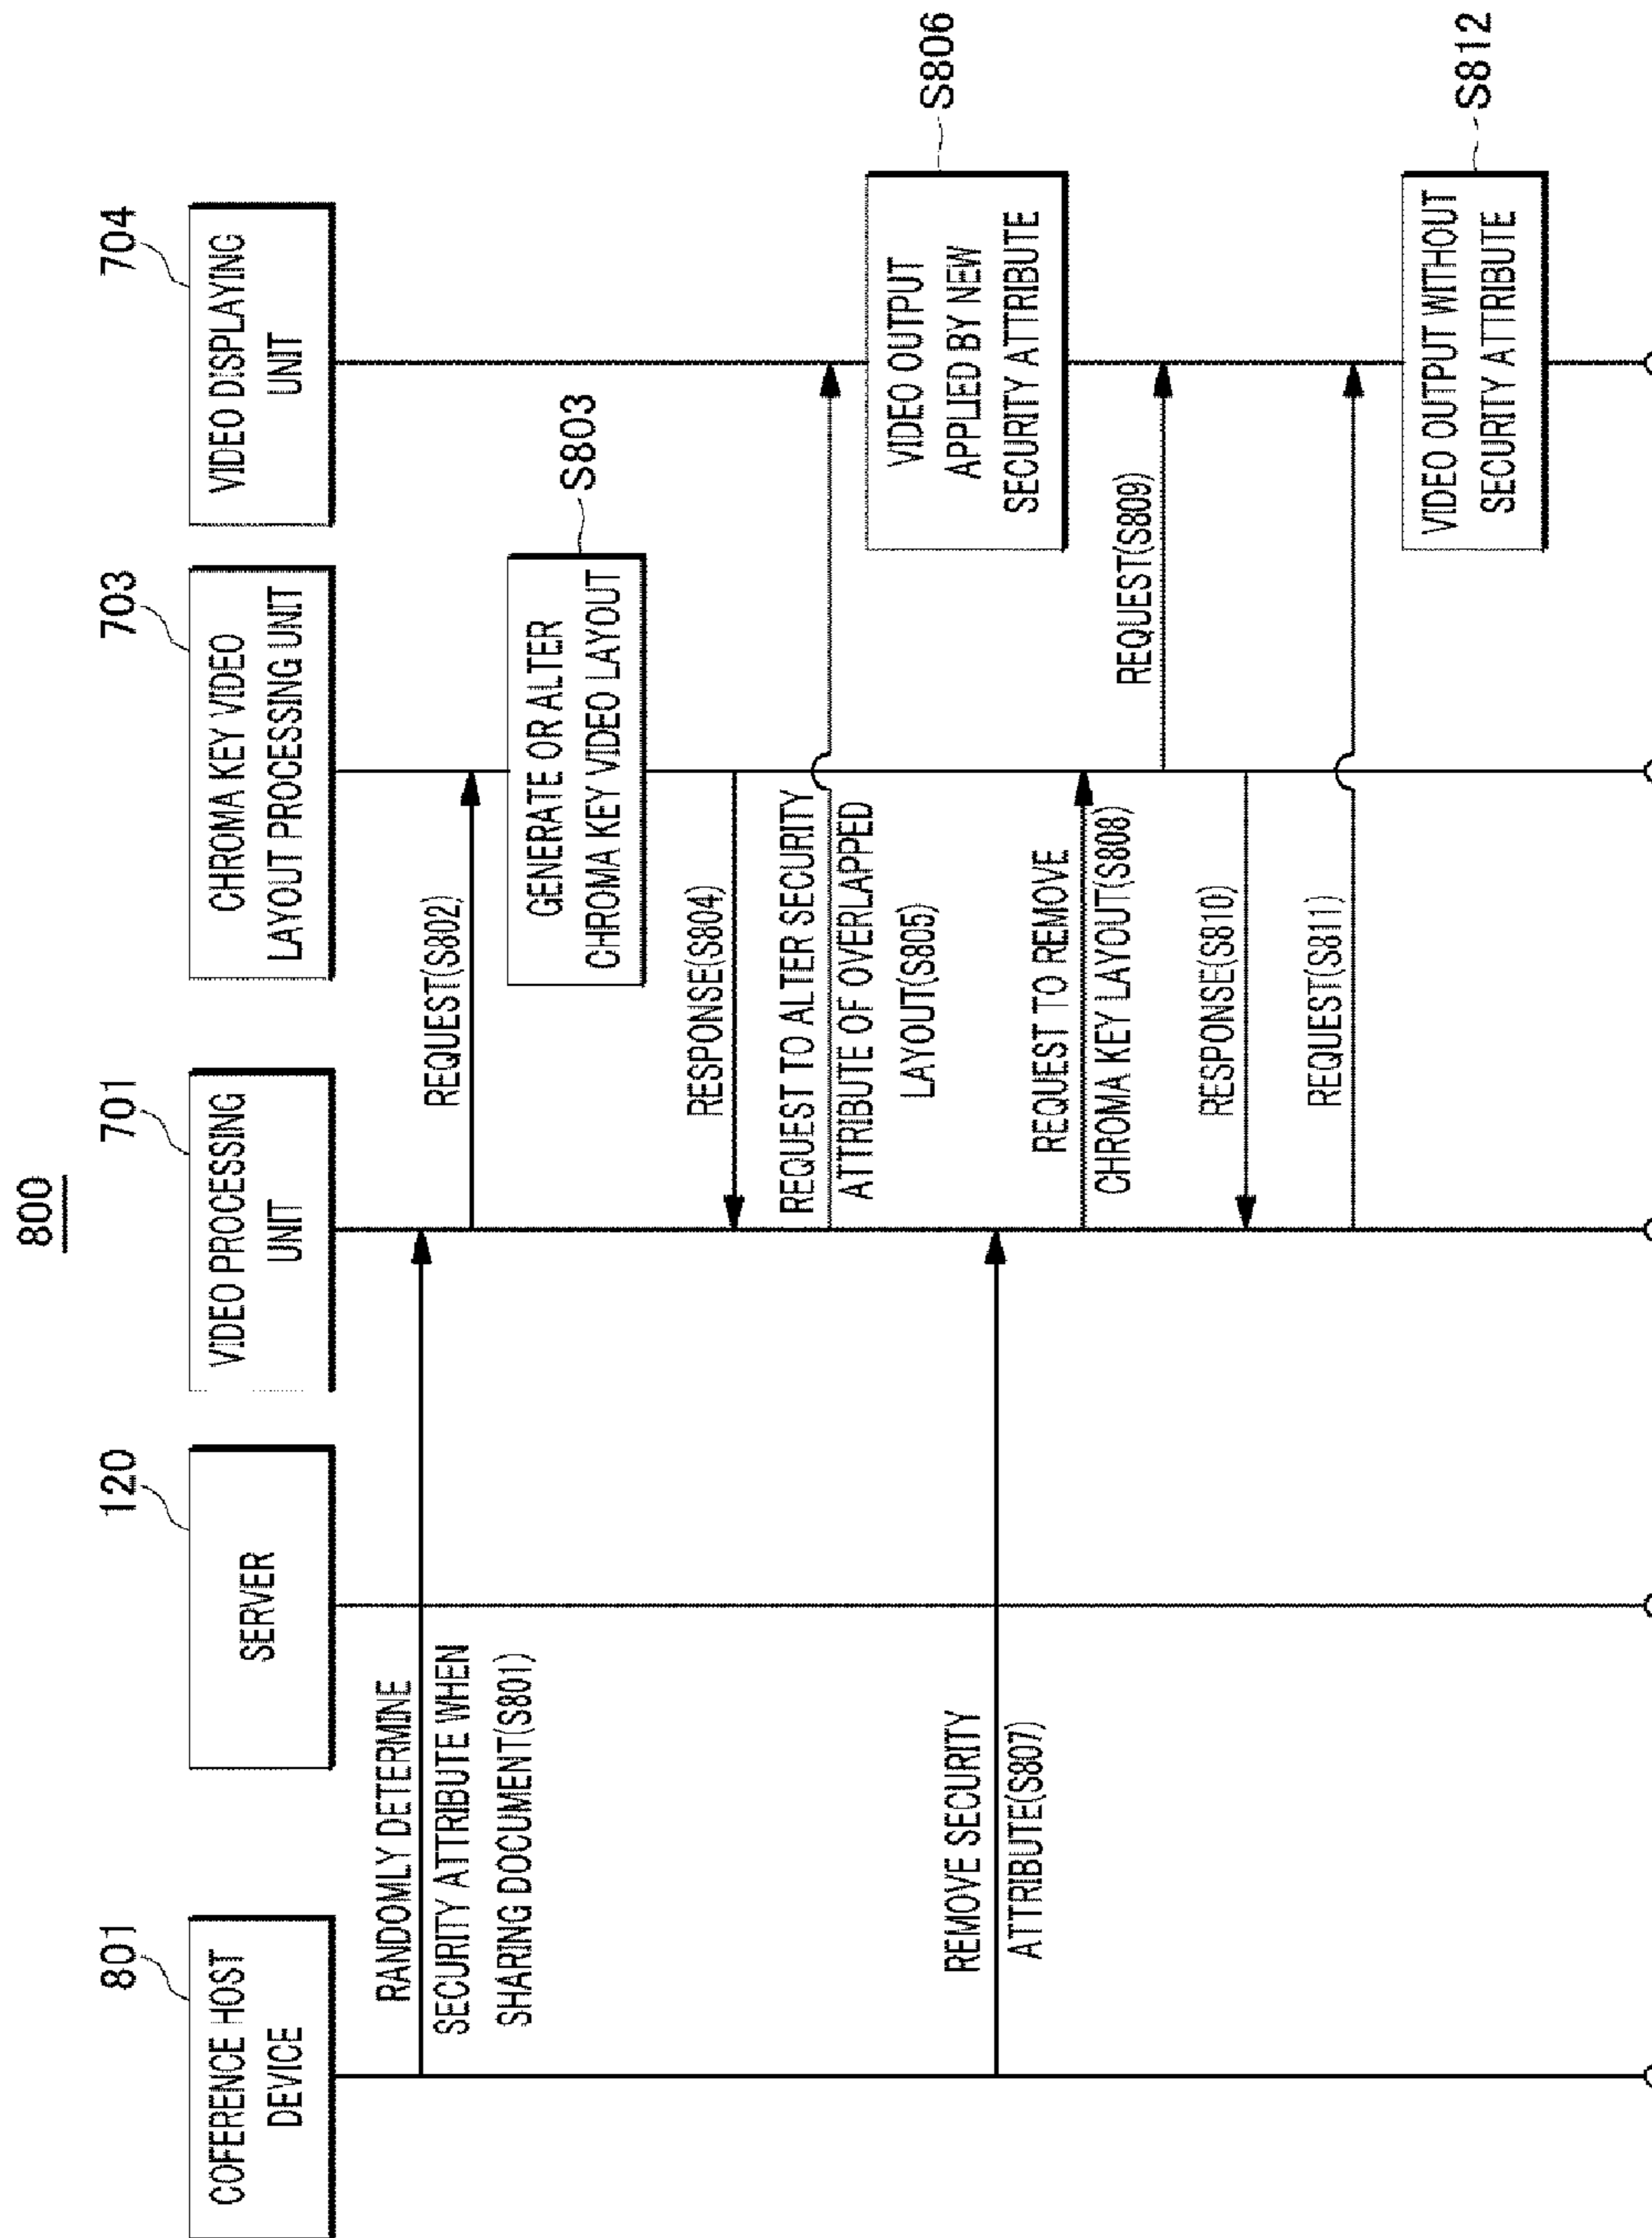 800
801
120
701
703
704
COFERENCE HOST
DEVICE
SERVER
VIDEO PROCESSING
UNIT
CHROMA KEY VIDEO
LAYOUT PROCESSING UNIT
VIDEO DISPLAYING
UNIT
RANDOMLY DETERMINE
SECURITY ATTRIBUTE WHEN
SHARING DOCUMENT(S801)
REQUEST(S802)
GENERATE OR ALTER
CHROMA KEY VIDEO LAYOUT
S803
RESPONSE(S804)
REQUEST TO ALTER SECURITY
ATTRIBUTE OF OVERLAPPED
LAYOUT(S805)
VIDEO OUTPUT
APPLIED BY NEW
SECURITY ATTRIBUTE
S806
REMOVE SECURITY
ATTRIBUTE(S807)
REQUEST TO REMOVE
CHROMA KEY LAYOUT(S808)
REQUEST(S809)
RESPONSE(S810)
REQUEST(S811)
VIDEO OUTPUT WITHOUT
SECURITY ATTRIBUTE
S812